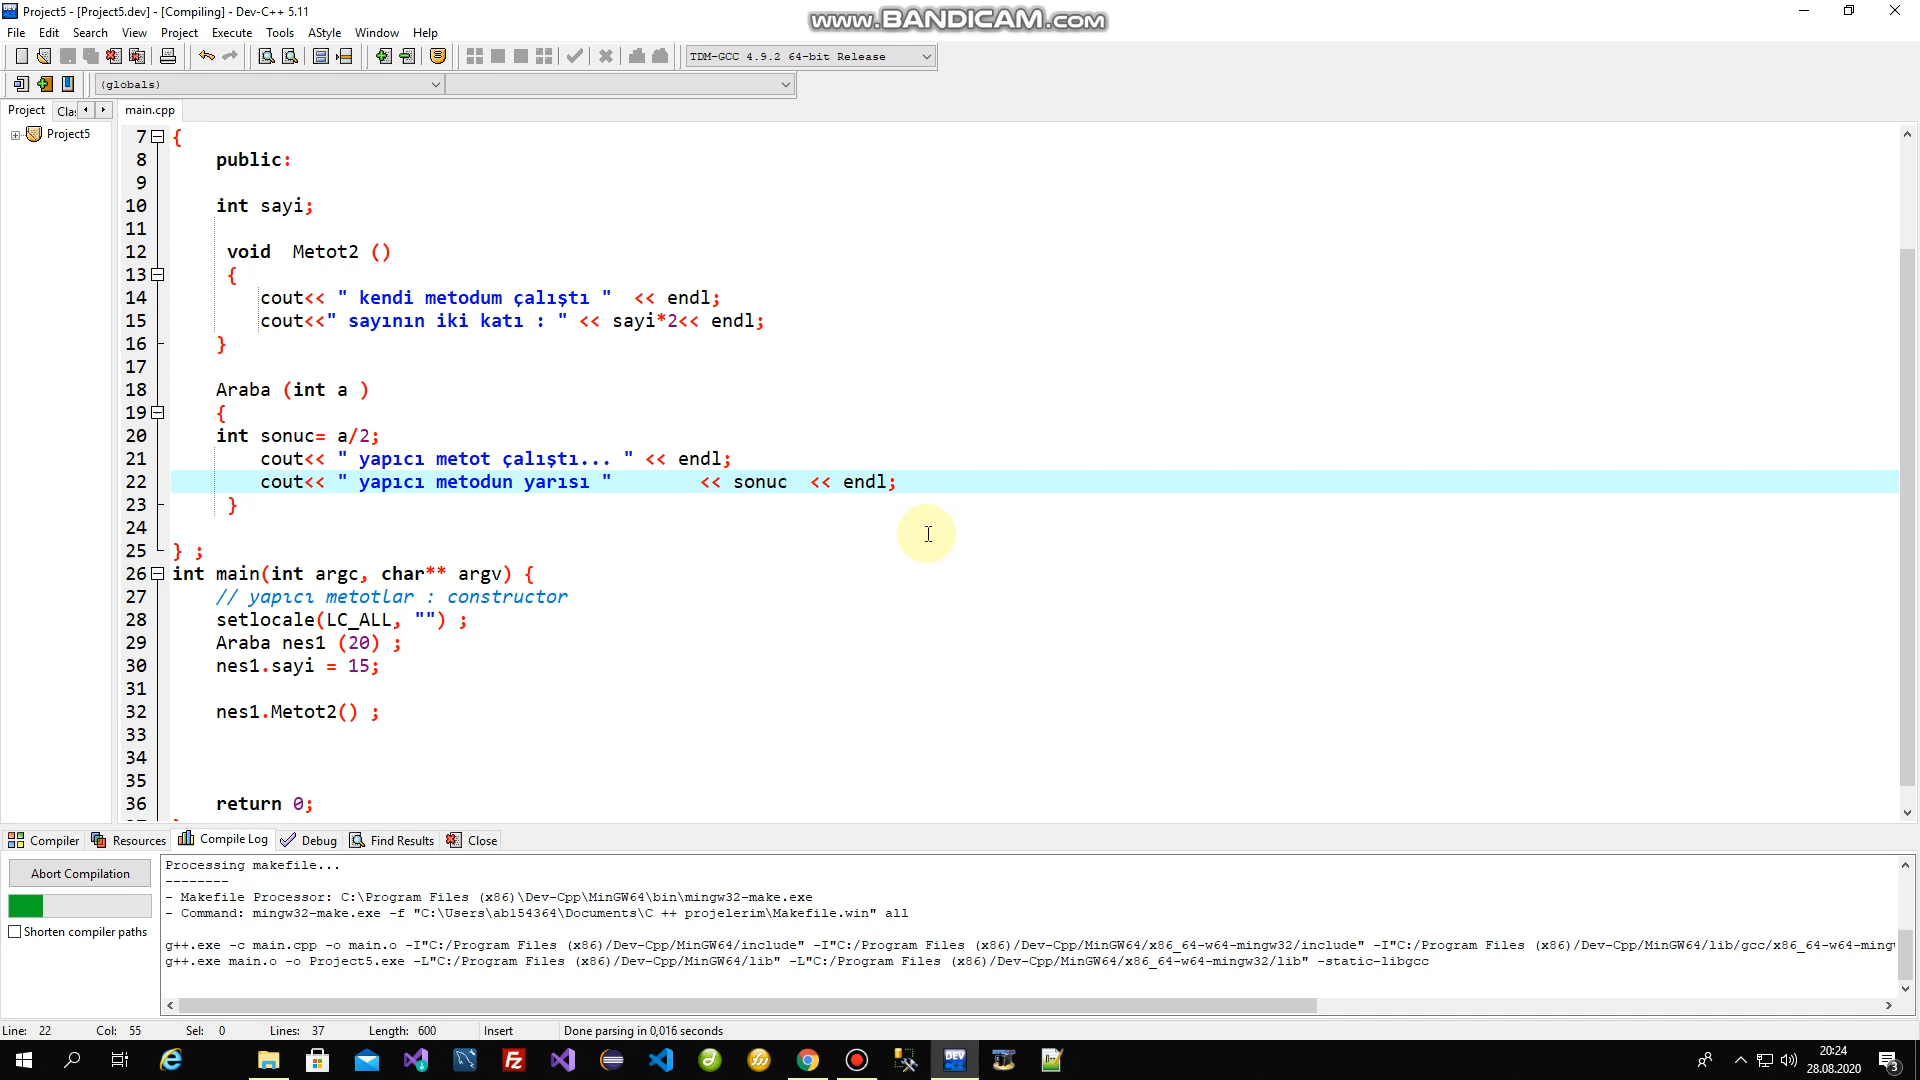 Project5 - [Project5.dev] - [Compiling] - Dev-C++ 5.11
www.BANDICAM.com
File Edit Search View Project Execute Tools AStyle Window Help
TDM-GCC 4.9.2 64-bit Release
(globals)
Project Cla: main.cpp
Project5
7 {
8 public:
9
10 int sayi;
11
12 void Metot2 ()
13 {
14 cout<< " kendi metodum çalıştı " << endl;
15 cout<<" sayının iki katı : " << sayi*2<< endl;
16 }
17
18 Araba (int a )
19 {
20 int sonuc= a/2;
21 cout<< " yapıcı metot çalıştı... " << endl;
22 cout<< " yapıcı metodun yarısı " << sonuc << endl;
23 }
24
25 } ;
26 int main(int argc, char** argv) {
27 // yapıcı metotlar : constructor
28 setlocale(LC_ALL, "") ;
29 Araba nes1 (20) ;
30 nes1.sayi = 15;
31
32 nes1.Metot2() ;
33
34
35
36 return 0;
Compiler Resources Compile Log Debug Find Results Close
Abort Compilation
Shorten compiler paths
Processing makefile...
--------
- Makefile Processor: C:\Program Files (x86)\Dev-Cpp\MinGW64\bin\mingw32-make.exe
- Command: mingw32-make.exe -f "C:\Users\ab154364\Documents\C ++ projelerim\Makefile.win" all
g++.exe -c main.cpp -o main.o -I"C:/Program Files (x86)/Dev-Cpp/MinGW64/include" -I"C:/Program Files (x86)/Dev-Cpp/MinGW64/x86_64-w64-mingw32/include" -I"C:/Program Files (x86)/Dev-Cpp/MinGW64/lib/gcc/x86_64-w64-ming
g++.exe main.o -o Project5.exe -L"C:/Program Files (x86)/Dev-Cpp/MinGW64/lib" -L"C:/Program Files (x86)/Dev-Cpp/MinGW64/x86_64-w64-mingw32/lib" -static-libgcc
Line: 22 Col: 55 Sel: 0 Lines: 37 Length: 600 Insert Done parsing in 0,016 seconds
DEV
20:24
28.08.2020
3